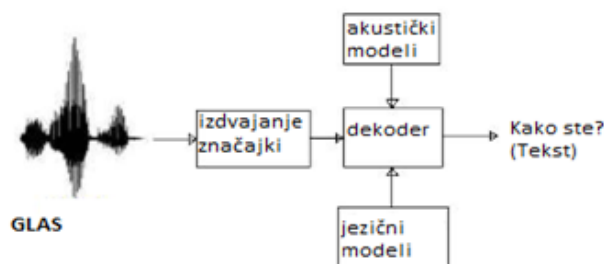 akustički
modeli
izdvajanje
značajki
dekoder
Kako ste?
(Tekst)
GLAS
jezični
modeli